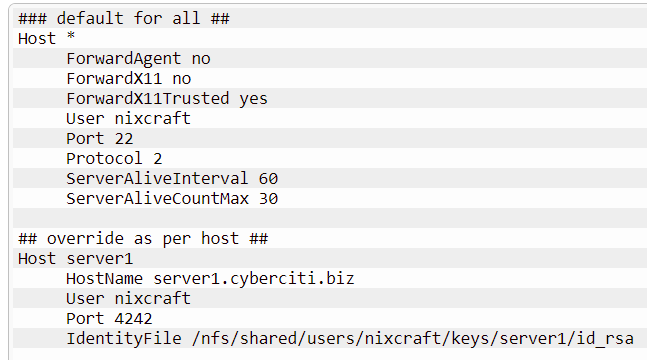 ### default for all ##
Host *
     ForwardAgent no
     ForwardX11 no
     ForwardX11Trusted yes
     User nixcraft
     Port 22
     Protocol 2
     ServerAliveInterval 60
     ServerAliveCountMax 30

## override as per host ##
Host server1
     HostName server1.cyberciti.biz
     User nixcraft
     Port 4242
     IdentityFile /nfs/shared/users/nixcraft/keys/server1/id_rsa